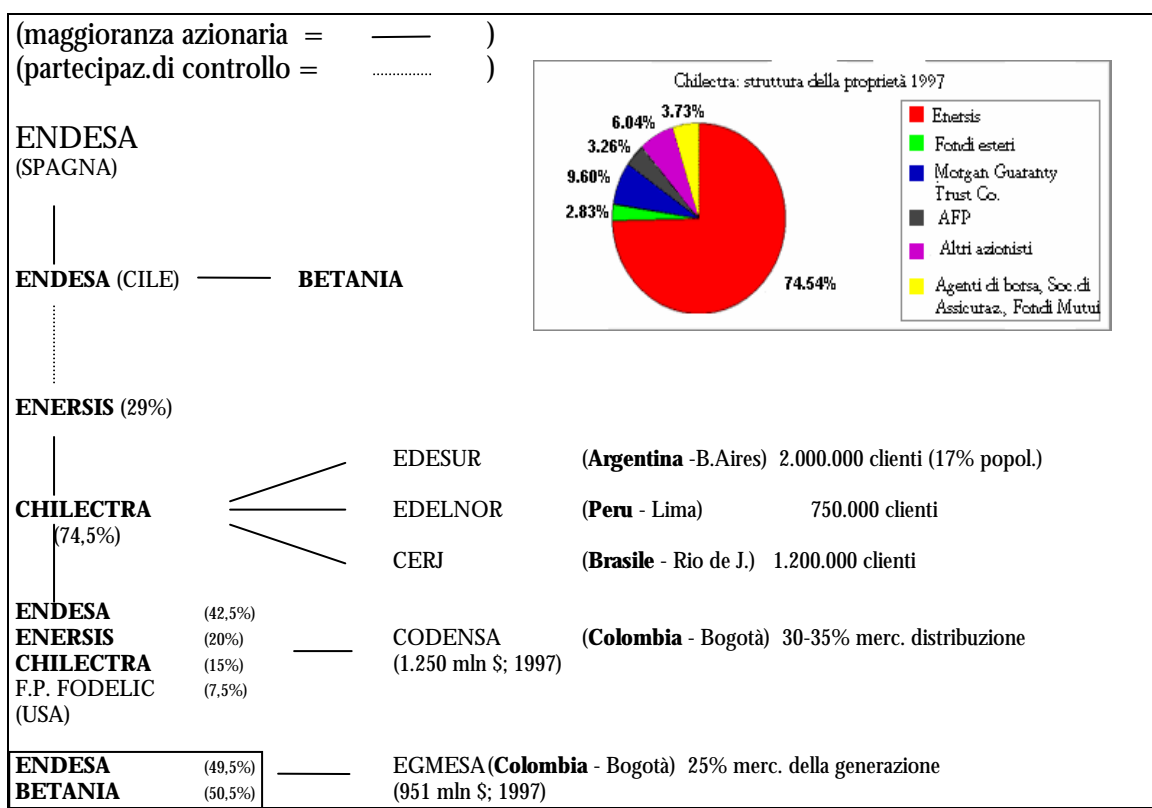 (maggioranza azionaria = )
(partecipaz.di controllo = .............. )
Chilectra: struttura della proprietà 1997
3.73%
6.04%
3.26%
9.60%
2.83%
74.54%
Enersis
Fondi esteri
Morgan Guaranty
Trust Co.
AFP
Altri azionisti
Agenti di borsa, Soc.di
Assicuraz., Fondi Mutui
ENDESA
(SPAGNA)
ENDESA (CILE) BETANIA
ENERSIS (29%)
EDESUR (Argentina -B.Aires) 2.000.000 clienti (17% popol.)
CHILECTRA EDELNOR (Peru - Lima) 750.000 clienti
(74,5%)
CERJ (Brasile - Rio de J.) 1.200.000 clienti
ENDESA (42,5%)
ENERSIS (20%) CODENSA (Colombia - Bogotà) 30-35% merc. distribuzione
CHILECTRA (15%) (1.250 mln $; 1997)
F.P. FODELIC (7,5%)
(USA)
ENDESA (49,5%) EGMESA (Colombia - Bogotà) 25% merc. della generazione
BETANIA (50,5%) (951 mln $; 1997)